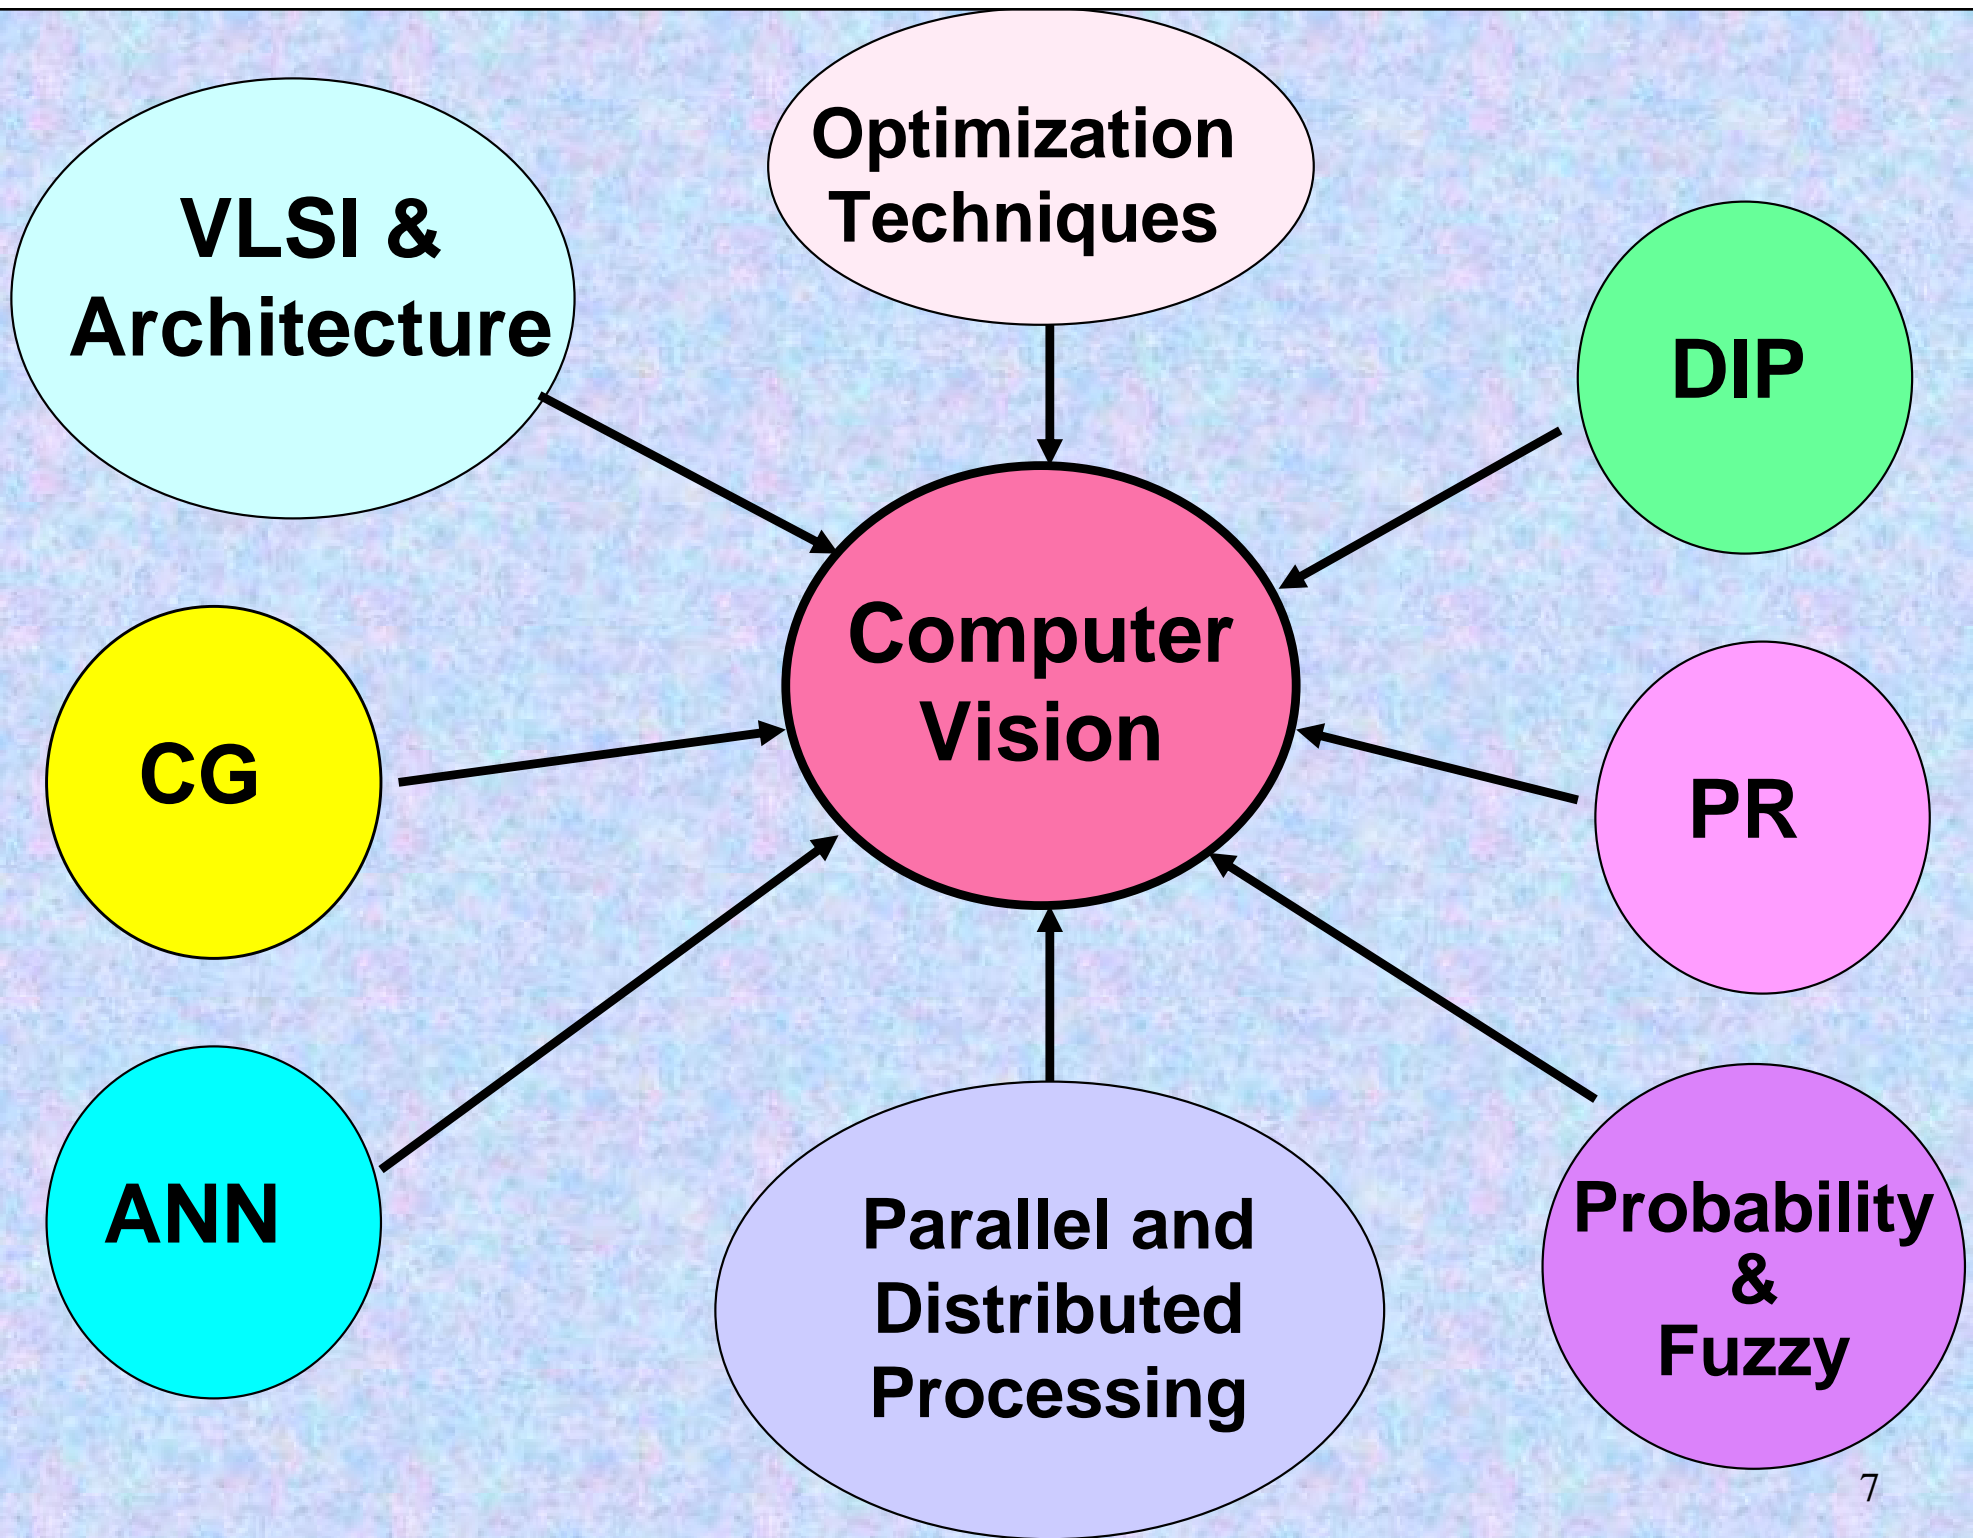 Optimization
Techniques
VLSI &
Architecture
DIP
Computer
Vision
CG
PR
ANN
Parallel and
Distributed
Processing
Probability
&
Fuzzy
7